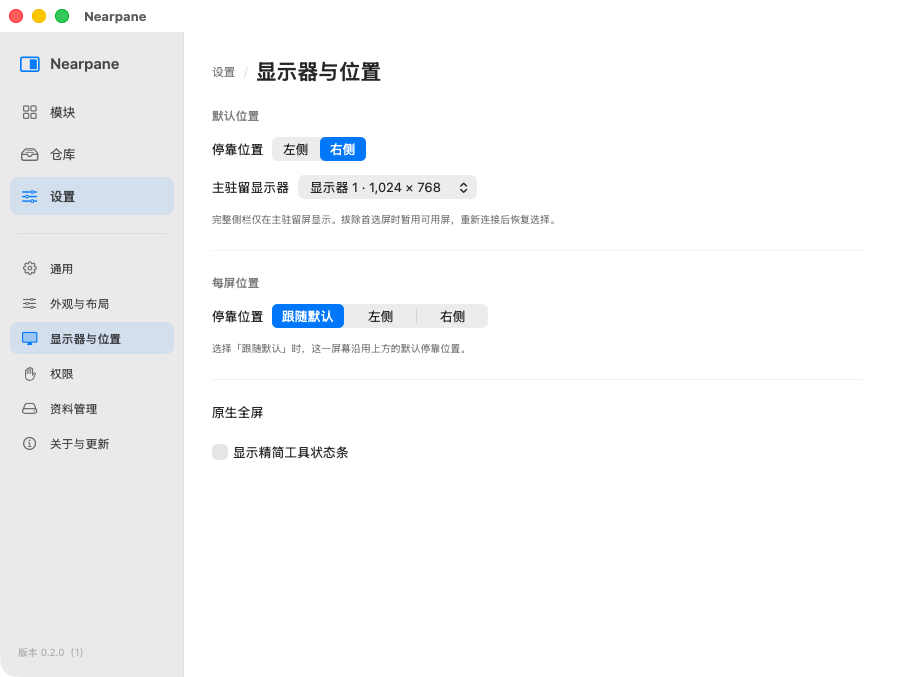 Nearpane
Nearpane
模块
仓库
设置
通用
外观与布局
显示器与位置
权限
资料管理
关于与更新
版本 0.2.0（1）
设置 / 显示器与位置
默认位置
停靠位置 左侧 右侧
主驻留显示器 显示器 1 · 1,024 × 768
完整侧栏仅在主驻留屏显示。拔除首选屏时暂用可用屏，重新连接后恢复选择。
每屏位置
停靠位置 跟随默认 左侧 右侧
选择「跟随默认」时，这一屏幕沿用上方的默认停靠位置。
原生全屏
显示精简工具状态条